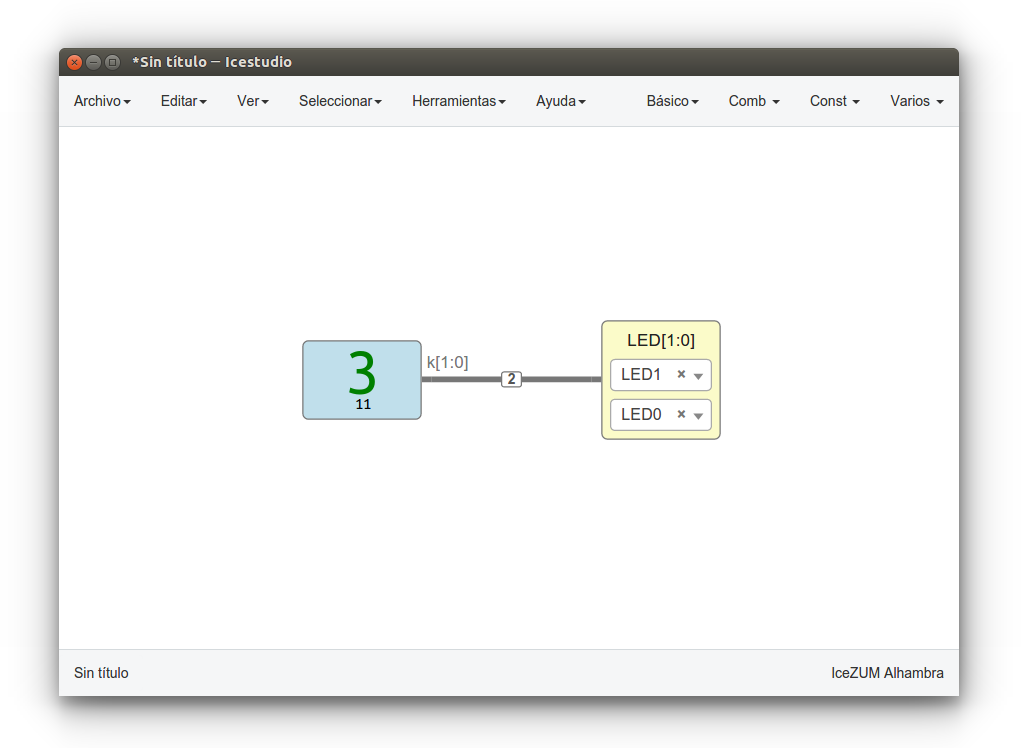 *Sin título — Icestudio
Archivo Editar Ver Seleccionar Herramientas Ayuda Básico Comb Const Varios
LED[1:0]
3
k[1:0]
2
LED1
11
LED0
Sin título IceZUM Alhambra